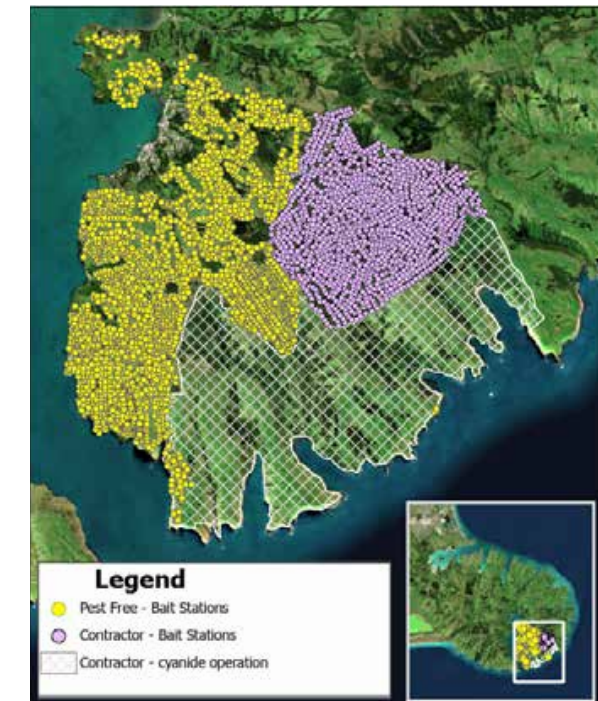 Legend
Pest Free - Bait Stations
Contractor - Bait Stations
Contractor - cyanide operation